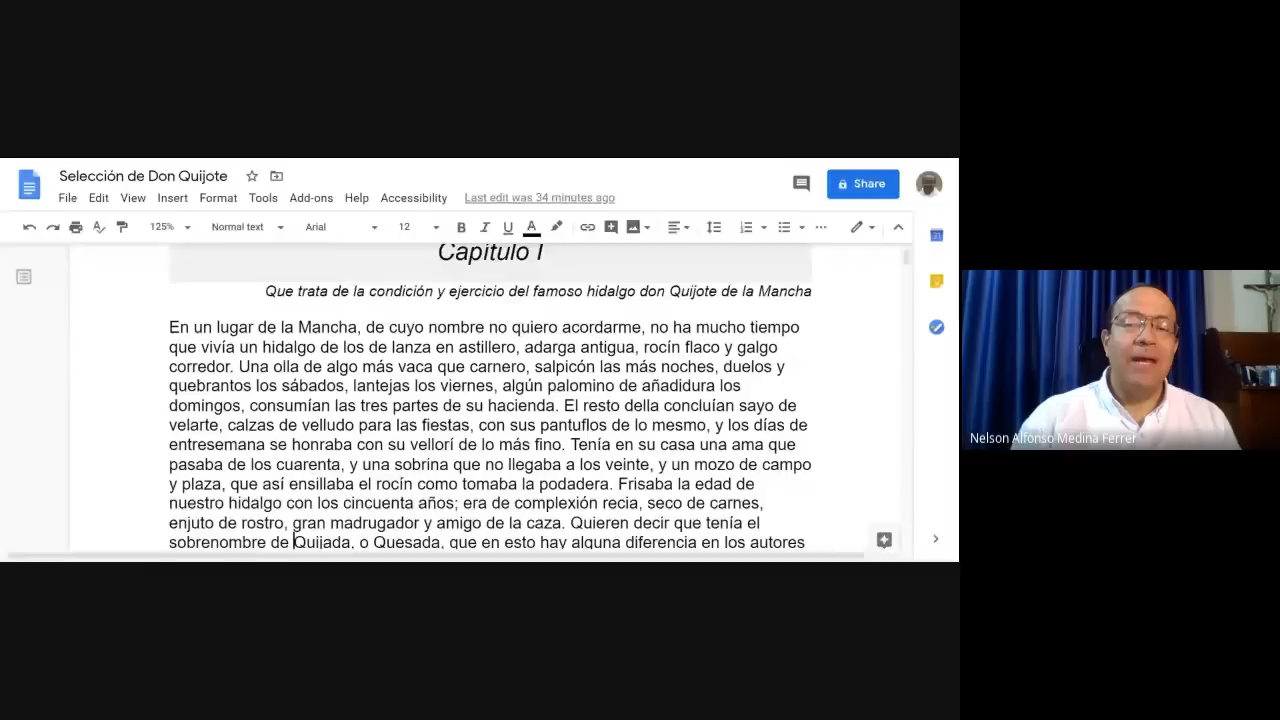 Selección de Don Quijote
File Edit View Insert Format Tools Add-ons Help Accessibility Last edit was 34 minutes ago
Share
125% Normal text Arial 12 B I U A
Capítulo I
Que trata de la condición y ejercicio del famoso hidalgo don Quijote de la Mancha
En un lugar de la Mancha, de cuyo nombre no quiero acordarme, no ha mucho tiempo
que vivía un hidalgo de los de lanza en astillero, adarga antigua, rocín flaco y galgo
corredor. Una olla de algo más vaca que carnero, salpicón las más noches, duelos y
quebrantos los sábados, lantejas los viernes, algún palomino de añadidura los
domingos, consumían las tres partes de su hacienda. El resto della concluían sayo de
velarte, calzas de velludo para las fiestas, con sus pantuflos de lo mesmo, y los días de
entresemana se honraba con su vellorí de lo más fino. Tenía en su casa una ama que
pasaba de los cuarenta, y una sobrina que no llegaba a los veinte, y un mozo de campo
y plaza, que así ensillaba el rocín como tomaba la podadera. Frisaba la edad de
nuestro hidalgo con los cincuenta años; era de complexión recia, seco de carnes,
enjuto de rostro, gran madrugador y amigo de la caza. Quieren decir que tenía el
sobrenombre de Quijada, o Quesada, que en esto hay alguna diferencia en los autores
Nelson Alfonso Medina Ferrer